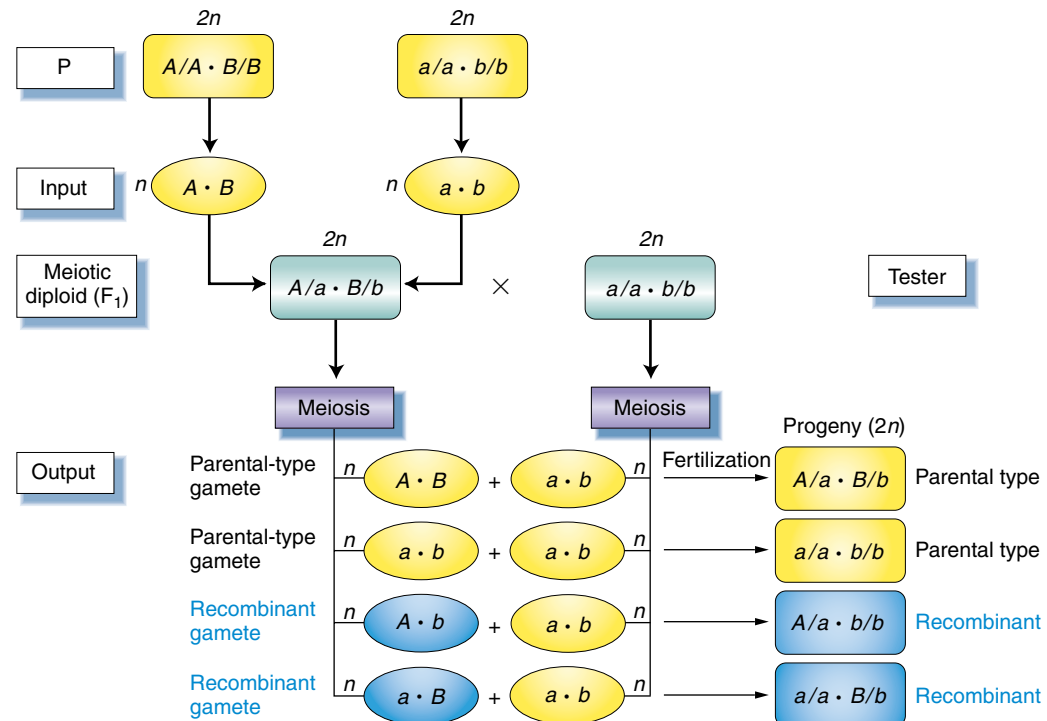 2n 2n
P A/A • B/B a/a • b/b
Input n A • B n a • b
2n 2n
Meiotic
diploid (F₁) A/a • B/b × a/a • b/b Tester
Meiosis Meiosis
Progeny (2n)
Output
Parental-type
gamete n A • B + a • b n Fertilization A/a • B/b Parental type
Parental-type
gamete n a • b + a • b n a/a • b/b Parental type
Recombinant
gamete n A • b + a • b n A/a • b/b Recombinant
Recombinant
gamete n a • B + a • b n a/a • B/b Recombinant